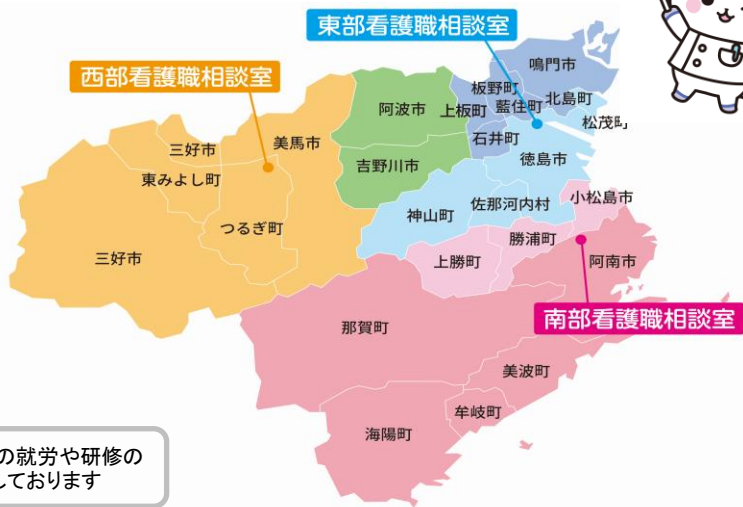 東部看護職相談室
西部看護職相談室
鳴門市
板野町
北島町
藍住町
上板町
松茂町
石井町
阿波市
美馬市
三好市
吉野川市
東みよし町
徳島市
小松島市
佐那河内村
神山町
つるぎ町
勝浦町
上勝町
三好市
阿南市
南部看護職相談室
那賀町
美波町
牟岐町
海陽町
の就労や研修の
しております